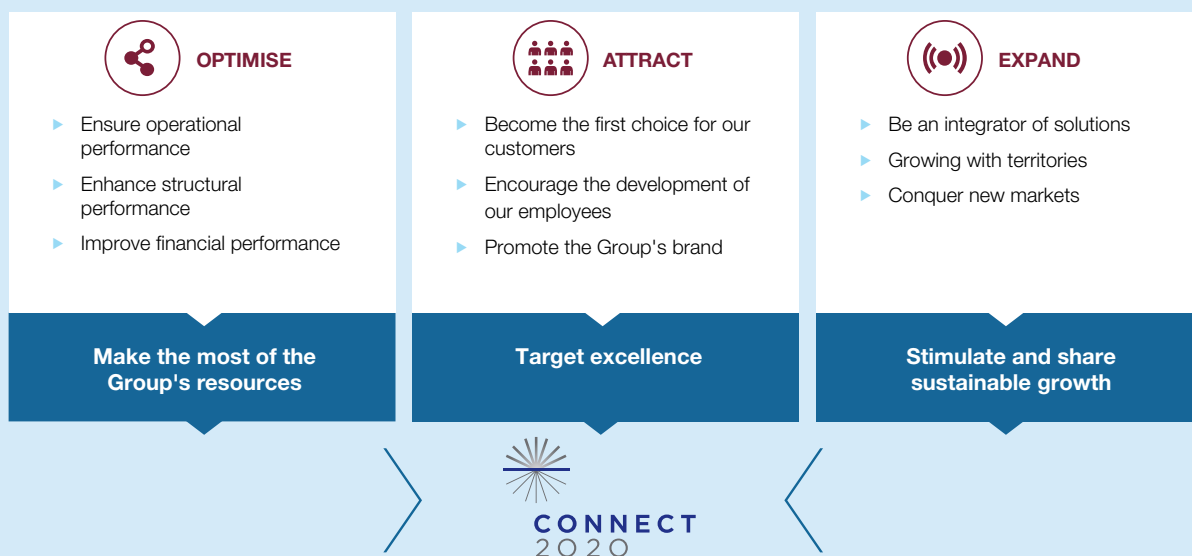 OPTIMISE
Ensure operational
performance
Enhance structural
performance
Improve financial performance
Make the most of the
Group's resources
ATTRACT
Become the first choice for our
customers
Encourage the development of
our employees
Promote the Group's brand
Target excellence
EXPAND
Be an integrator of solutions
Growing with territories
Conquer new markets
Stimulate and share
sustainable growth
CONNECT
2020